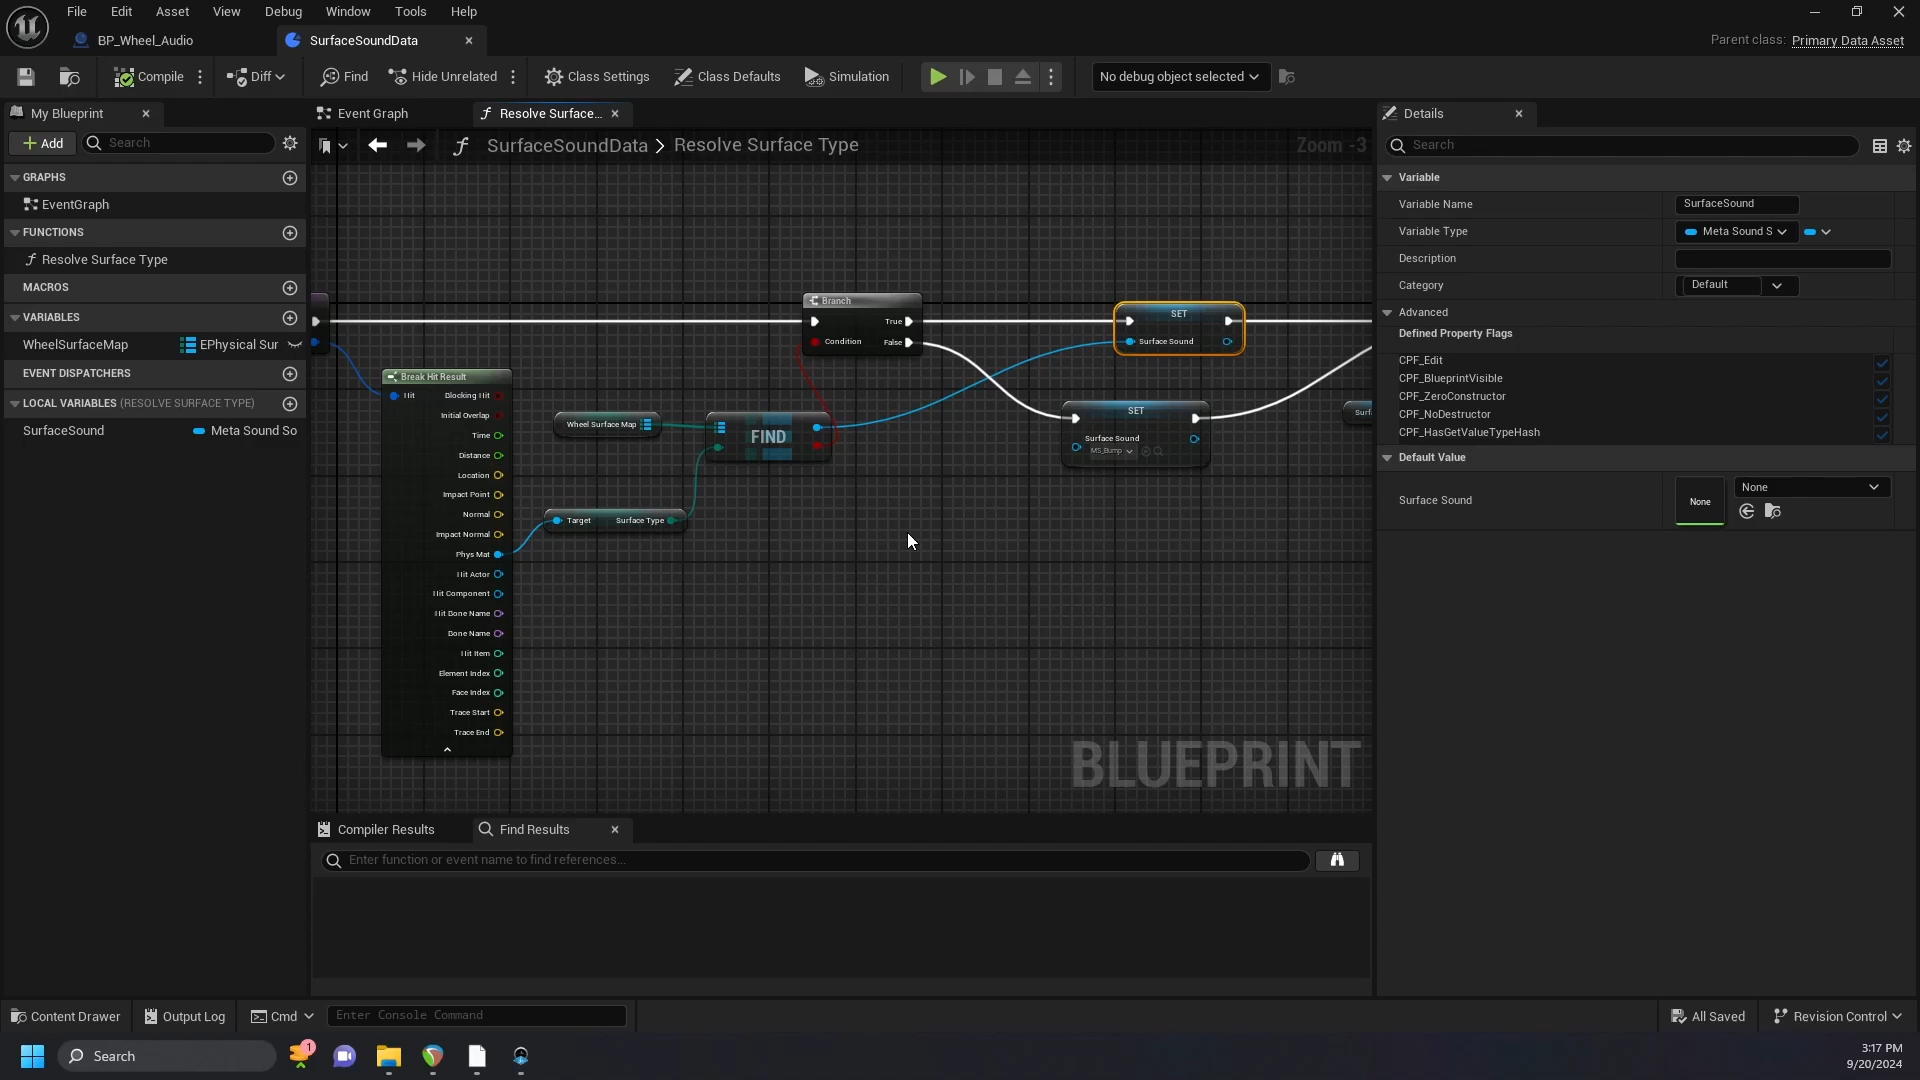 File Edit Asset View Debug Window Tools Help
BP_Wheel_Audio
SurfaceSoundData
Parent class: Primary Data Asset
Compile
Diff
Find
Hide Unrelated
Class Settings
Class Defaults
Simulation
No debug object selected
My Blueprint
Add
Search
GRAPHS
EventGraph
FUNCTIONS
Resolve Surface Type
MACROS
VARIABLES
WheelSurfaceMap EPhysical Sur
EVENT DISPATCHERS
LOCAL VARIABLES (RESOLVE SURFACE TYPE)
SurfaceSound Meta Sound So
Event Graph
Resolve Surface...
SurfaceSoundData > Resolve Surface Type
Zoom -3
Branch
True
Condition False
SET
Surface Sound
Break Hit Result
Hit Blocking Hit
Initial Overlap
Time
Distance
Location
Impact Point
Normal
Impact Normal
Phys Mat
Hit Actor
Hit Component
Hit Bone Name
Bone Name
Hit Item
Element Index
Face Index
Trace Start
Trace End
Wheel Surface Map
FIND
Target Surface Type
SET
Surface Sound
MS_Bump
Surf
BLUEPRINT
Compiler Results
Find Results
Enter function or event name to find references...
Details
Search
Variable
Variable Name SurfaceSound
Variable Type Meta Sound S
Description
Category Default
Advanced
Defined Property Flags
CPF_Edit
CPF_BlueprintVisible
CPF_ZeroConstructor
CPF_NoDestructor
CPF_HasGetValueTypeHash
Default Value
Surface Sound None None
Content Drawer
Output Log
Cmd
Enter Console Command
All Saved
Revision Control
Search
1
3:17 PM
9/20/2024